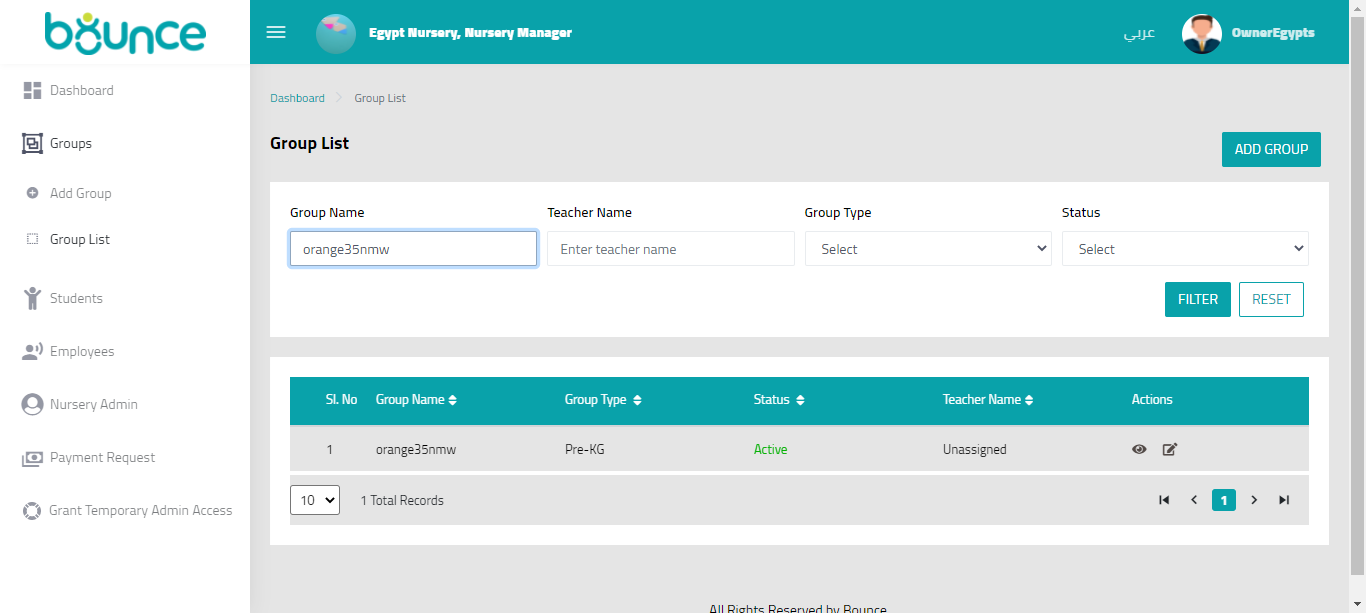 bounce
Egypt Nursery, Nursery Manager
عربي
OwnerEgypts
Dashboard
Groups
Add Group
Group List
Students
Employees
Nursery Admin
Payment Request
Grant Temporary Admin Access
Dashboard > Group List
Group List
ADD GROUP
Group Name Teacher Name Group Type Status
orange35nmw Enter teacher name Select Select
FILTER RESET
Sl. No Group Name Group Type Status Teacher Name Actions
1 orange35nmw Pre-KG Active Unassigned
10 1 Total Records 1
All Rights Reserved by Bounce